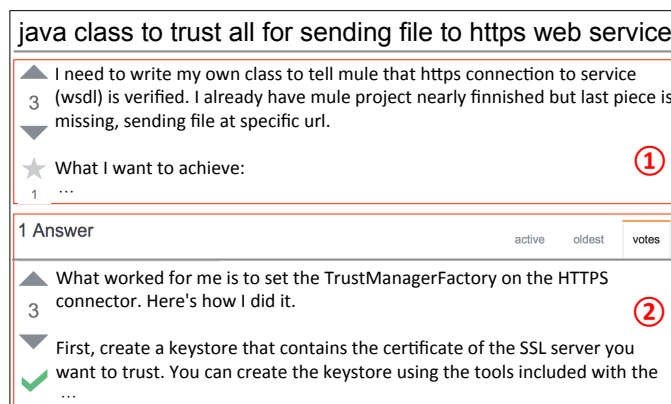 java class to trust all for sending file to https web service
I need to write my own class to tell mule that https connection to service
3 (wsdl) is verified. I already have mule project nearly finnished but last piece is
missing, sending file at specific url.
What I want to achieve:
①
1 ...
1 Answer
active oldest votes
What worked for me is to set the TrustManagerFactory on the HTTPS
3 connector. Here's how I did it.
②
First, create a keystore that contains the certificate of the SSL server you
want to trust. You can create the keystore using the tools included with the
...